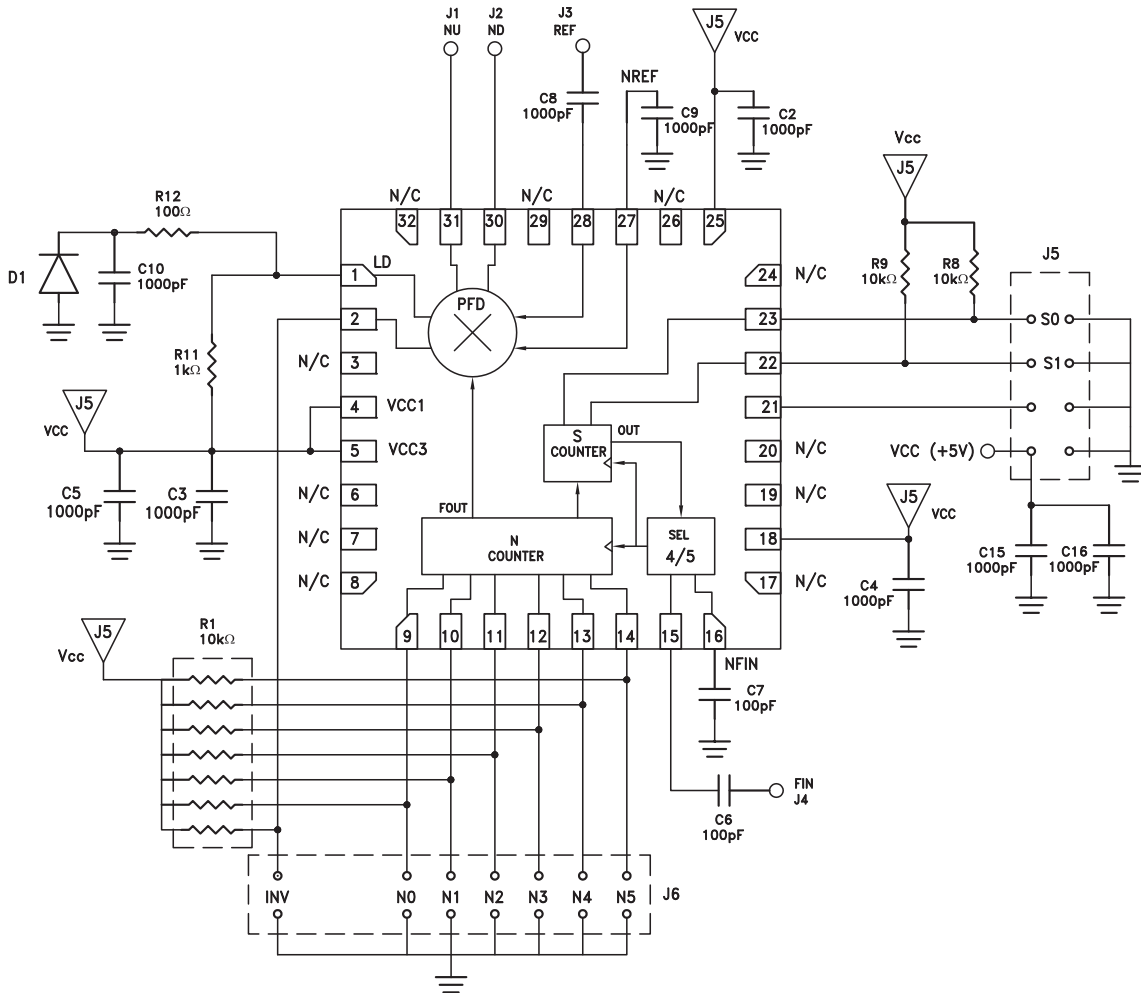 J1
NU
J2
ND
J3
REF
J5
VCC
C8
1000pF
NREF
C9
1000pF
C2
1000pF
Vcc
J5
R12
100Ω
D1
C10
1000pF
N/C
N/C
N/C
32
31
30
29
28
27
26
25
1
LD
2
N/C
3
4
VCC1
5
VCC3
N/C
6
N/C
7
N/C
8
PFD
24
N/C
23
22
21
20
N/C
19
N/C
18
17
N/C
R9
10kΩ
R8
10kΩ
J5
S0
S1
VCC (+5V)
R11
1kΩ
J5
VCC
C5
1000pF
C3
1000pF
S
COUNTER
OUT
FOUT
N
COUNTER
SEL
4/5
J5
VCC
C4
1000pF
C15
1000pF
C16
1000pF
9
10
11
12
13
14
15
16
NFIN
C7
100pF
J5
Vcc
R1
10kΩ
C6
100pF
FIN
J4
INV
N0
N1
N2
N3
N4
N5
J6